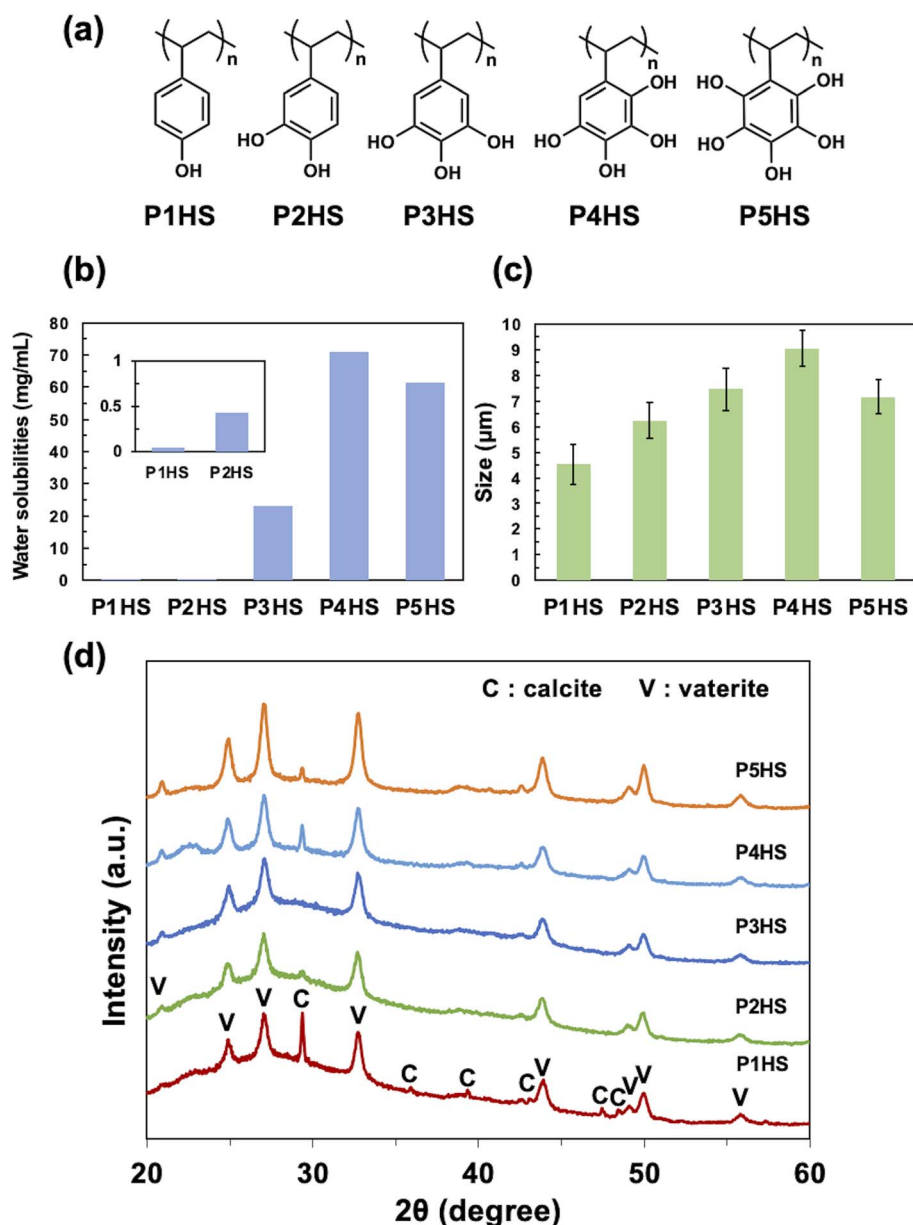 (a)
n n n n n
HO HO OH HO OH HO OH
HO OH HO OH
OH OH OH OH OH
P1HS P2HS P3HS P4HS P5HS
(b)
Water solubilities (mg/mL)
80
70
60
50
40
30
20
10
0
1
0.5
0
P1HS P2HS
P1HS P2HS P3HS P4HS P5HS
(c)
Size (μm)
10
9
8
7
6
5
4
3
2
1
0
P1HS P2HS P3HS P4HS P5HS
(d)
C : calcite V : vaterite
Intensity (a.u.)
P5HS
P4HS
P3HS
P2HS
P1HS
V V V C V C C C V C C V V V
20 30 40 50 60
2θ (degree)